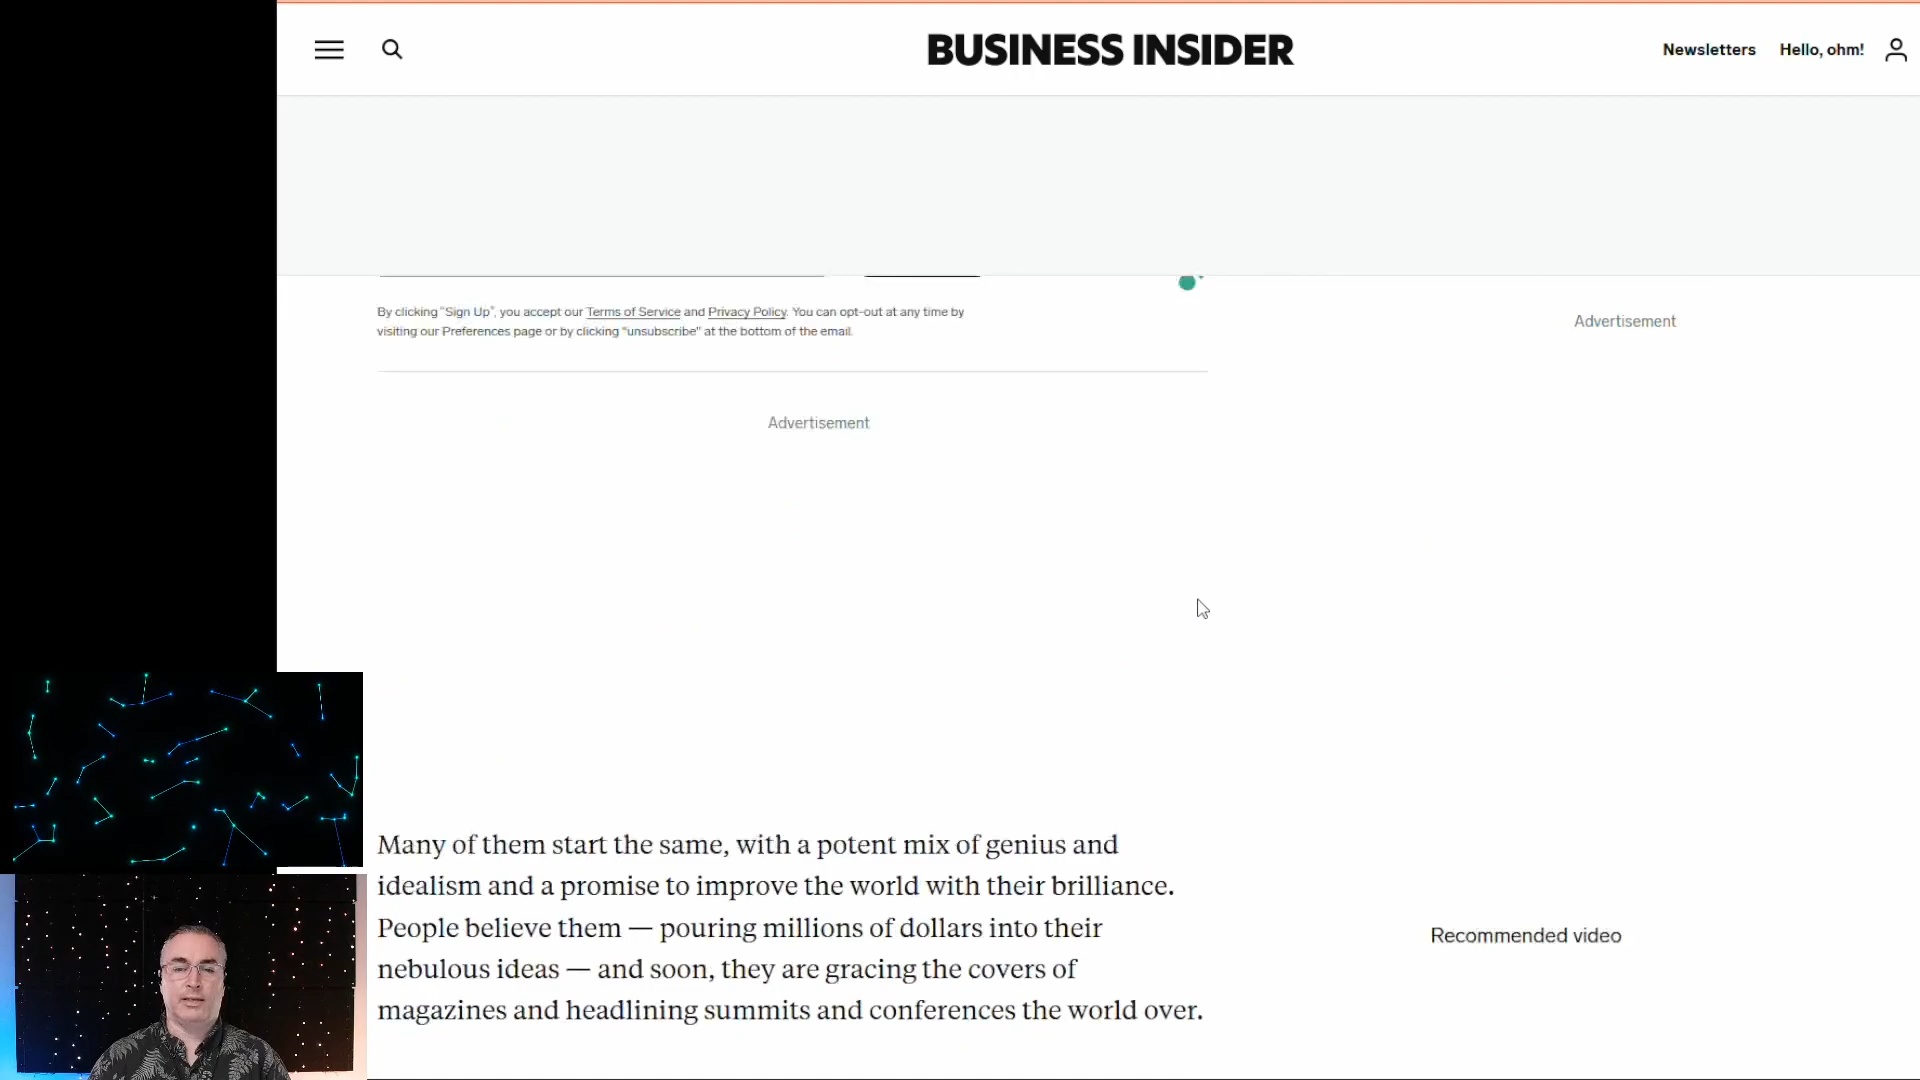 BUSINESS INSIDER
Newsletters
Hello, ohm!
By clicking “Sign Up”, you accept our Terms of Service and Privacy Policy. You can opt-out at any time by
visiting our Preferences page or by clicking "unsubscribe" at the bottom of the email.
Advertisement
Advertisement
Many of them start the same, with a potent mix of genius and
idealism and a promise to improve the world with their brilliance.
People believe them — pouring millions of dollars into their
nebulous ideas — and soon, they are gracing the covers of
magazines and headlining summits and conferences the world over.
Recommended video